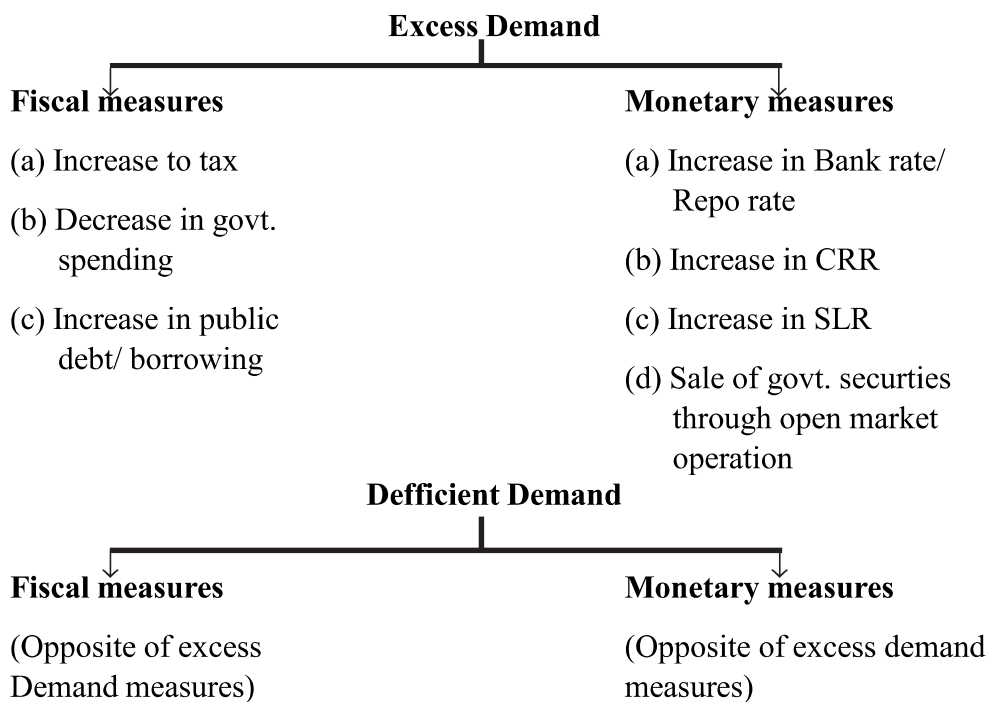 Excess Demand
Fiscal measures
(a) Increase to tax
(b) Decrease in govt.
spending
(c) Increase in public
debt/ borrowing
Monetary measures
(a) Increase in Bank rate/
Repo rate
(b) Increase in CRR
(c) Increase in SLR
(d) Sale of govt. securties
through open market
operation
Defficient Demand
Fiscal measures
(Opposite of excess
Demand measures)
Monetary measures
(Opposite of excess demand
measures)